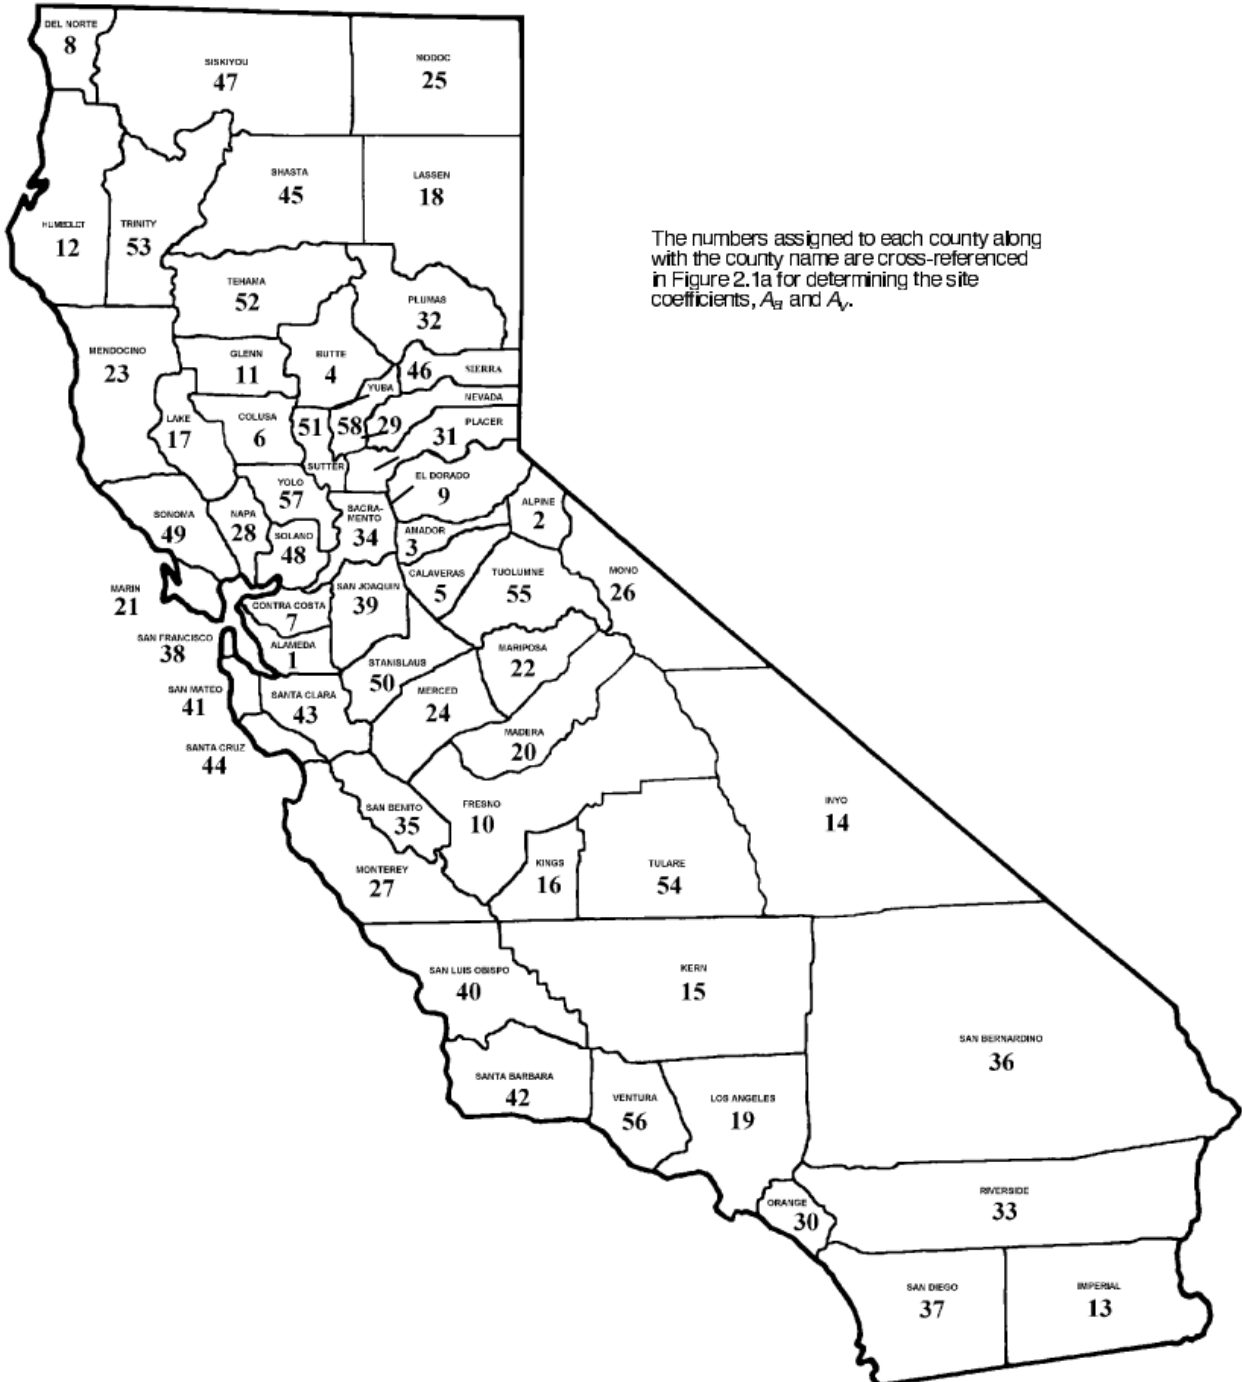 DEL NORTE
8
SISKIYOU
47
MODOC
25
SHASTA
45
LASSEN
18
HUMBOLDT
12
TRINITY
53
The numbers assigned to each county along
with the county name are cross-referenced
in Figure 2.1a for determining the site
coefficients, Aa and Av.
TEHAMA
52
PLUMAS
32
MENDOCINO
23
GLENN
11
BUTTE
4
46 SIERRA
YUBA
NEVADA
LAKE
17
COLUSA
6
51
58
29
PLACER
31
SUTTER
YOLO
57
EL DORADO
9
SONOMA
49
NAPA
28
SOLANO
48
SACRA-
MENTO
34
AMADOR
3
ALPINE
2
MARIN
21
CONTRA COSTA
7
SAN JOAQUIN
39
CALAVERAS
5
TUOLUMNE
55
MONO
26
SAN FRANCISCO
38
ALAMEDA
1
STANISLAUS
50
MARIPOSA
22
SAN MATEO
41
SANTA CLARA
43
MERCED
24
MADERA
20
SANTA CRUZ
44
SAN BENITO
35
FRESNO
10
INYO
14
MONTEREY
27
KINGS
16
TULARE
54
SAN LUIS OBISPO
40
KERN
15
SAN BERNARDINO
36
SANTA BARBARA
42
VENTURA
56
LOS ANGELES
19
ORANGE
30
RIVERSIDE
33
SAN DIEGO
37
IMPERIAL
13